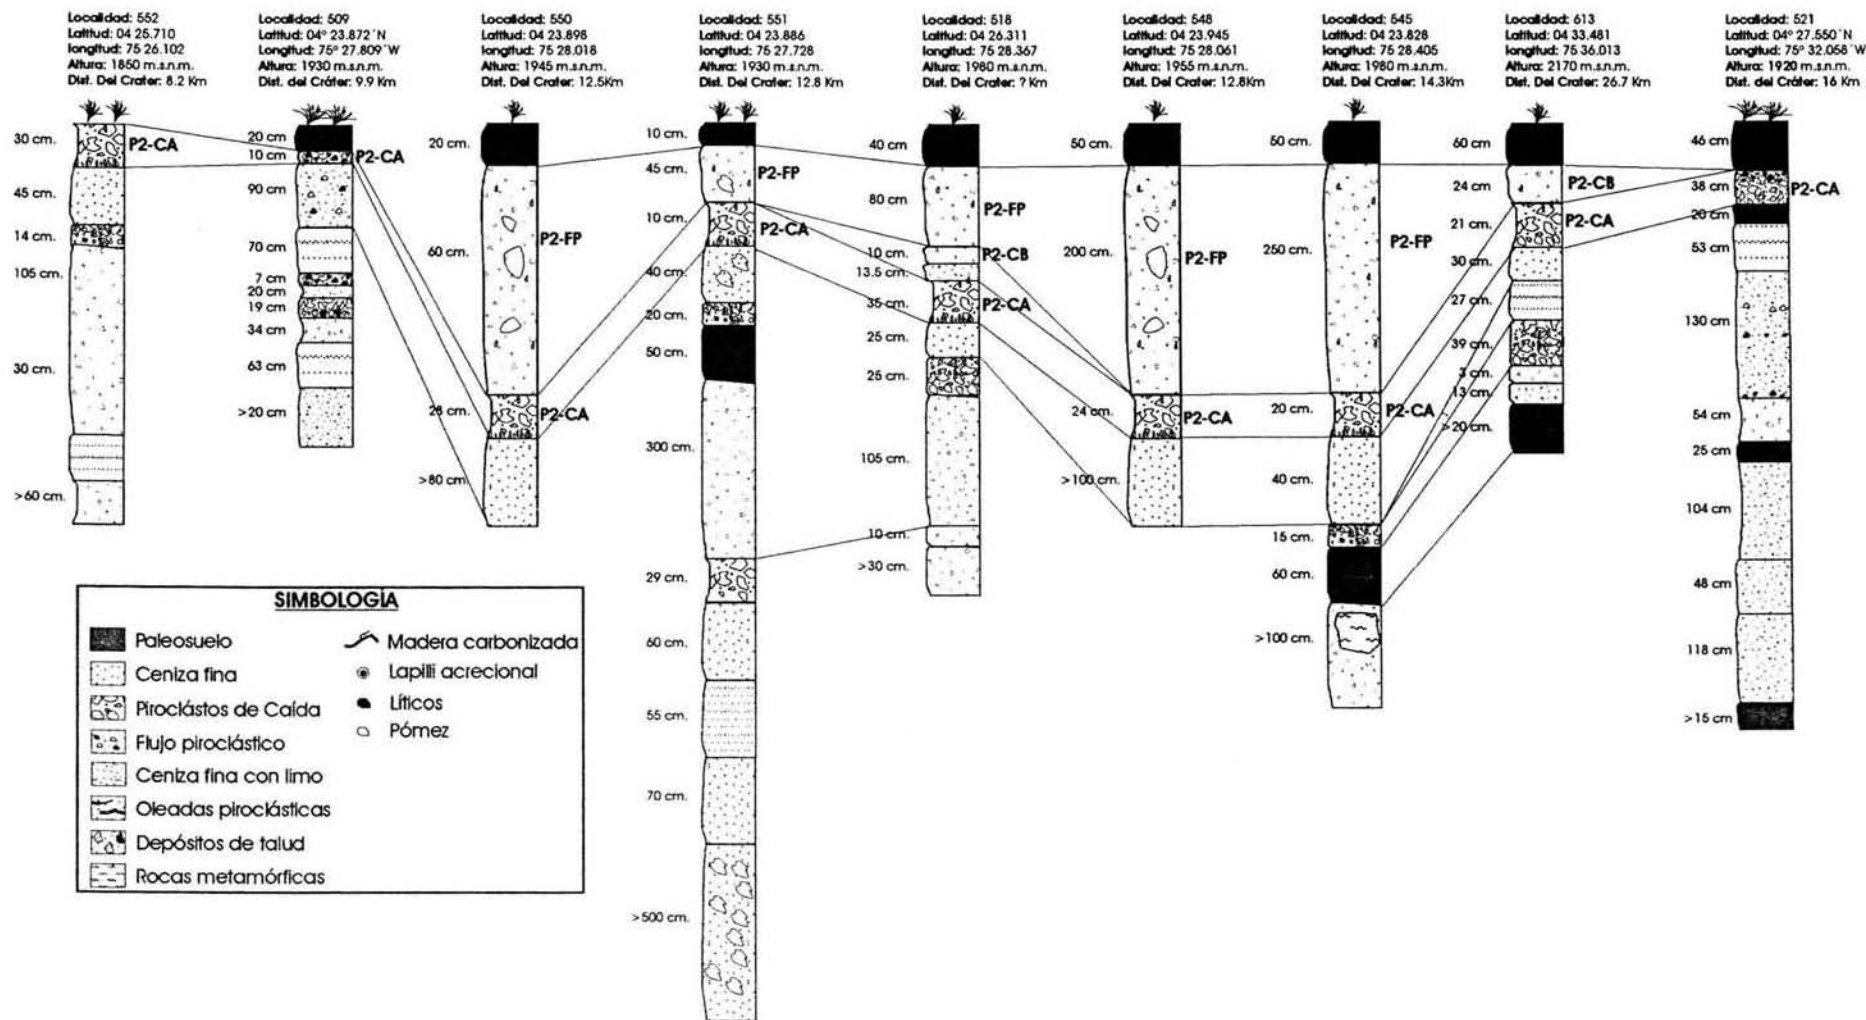 Localidad: 552
Latitud: 04 25.710
longitud: 75 26.102
Altura: 1850 m.s.n.m.
Dist. Del Crater: 8.2 Km
30 cm.
P2-CA
45 cm.
14 cm.
105 cm.
30 cm.
>60 cm.
Localidad: 509
Latitud: 04° 23.872´N
Longitud: 75° 27.809´W
Altura: 1930 m.s.n.m.
Dist. del Cráter: 9.9 Km
20 cm
10 cm
P2-CA
90 cm
70 cm
7 cm
20 cm
19 cm
34 cm
63 cm
>20 cm
Localidad: 550
Latitud: 04 23.898
longitud: 75 28.018
Altura: 1945 m.s.n.m.
Dist. Del Crater: 12.5Km
20 cm.
60 cm.
P2-FP
cm.
P2-CA
>80 cm.
Localidad: 551
Latitud: 04 23.886
longitud: 75 27.728
Altura: 1930 m.s.n.m.
Dist. Del Crater: 12.8 Km
10 cm.
45 cm.
P2-FP
10 cm.
P2-CA
40 cm.
20 cm.
50 cm.
300 cm.
29 cm.
60 cm.
55 cm.
70 cm.
>500 cm.
Localidad: 518
Latitud: 04 26.311
longitud: 75 28.367
Altura: 1980 m.s.n.m.
Dist. Del Crater: ? Km
40 cm
80 cm
P2-FP
10 cm.
P2-CB
13.5 cm.
35 cm.
P2-CA
25 cm.
25 cm.
105 cm.
10 cm.
>30 cm.
Localidad: 548
Latitud: 04 23.945
longitud: 75 28.061
Altura: 1955 m.s.n.m.
Dist. Del Crater: 12.8Km
50 cm.
200 cm.
P2-FP
24 cm.
P2-CA
>100 cm.
Localidad: 545
Latitud: 04 23.828
longitud: 75 28.405
Altura: 1980 m.s.n.m.
Dist. Del Crater: 14.3Km
50 cm.
250 cm.
P2-FP
20 cm.
P2-CA
40 cm.
15 cm.
60 cm.
>100 cm.
Localidad: 613
Latitud: 04 33.481
longitud: 75 36.013
Altura: 2170 m.s.n.m.
Dist. Del Crater: 26.7 Km
60 cm
24 cm
P2-CB
21 cm.
P2-CA
30 cm.
27 cm.
39 cm.
3 cm.
13 cm.
>20 cm.
Localidad: 521
Latitud: 04° 27.550´N
Longitud: 75° 32.058´W
Altura: 1920 m.s.n.m.
Dist. del Cráter: 16 Km
46 cm
38 cm
P2-CA
20 cm
53 cm
130 cm
54 cm
25 cm
104 cm
48 cm
118 cm
>15 cm
SIMBOLOGÍA
Paleosuelo
Ceniza fina
Piroclástos de Caída
Flujo piroclástico
Ceniza fina con limo
Oleadas piroclásticas
Depósitos de talud
Rocas metamórficas
Madera carbonizada
Lapilli acrecional
Líticos
Pómez